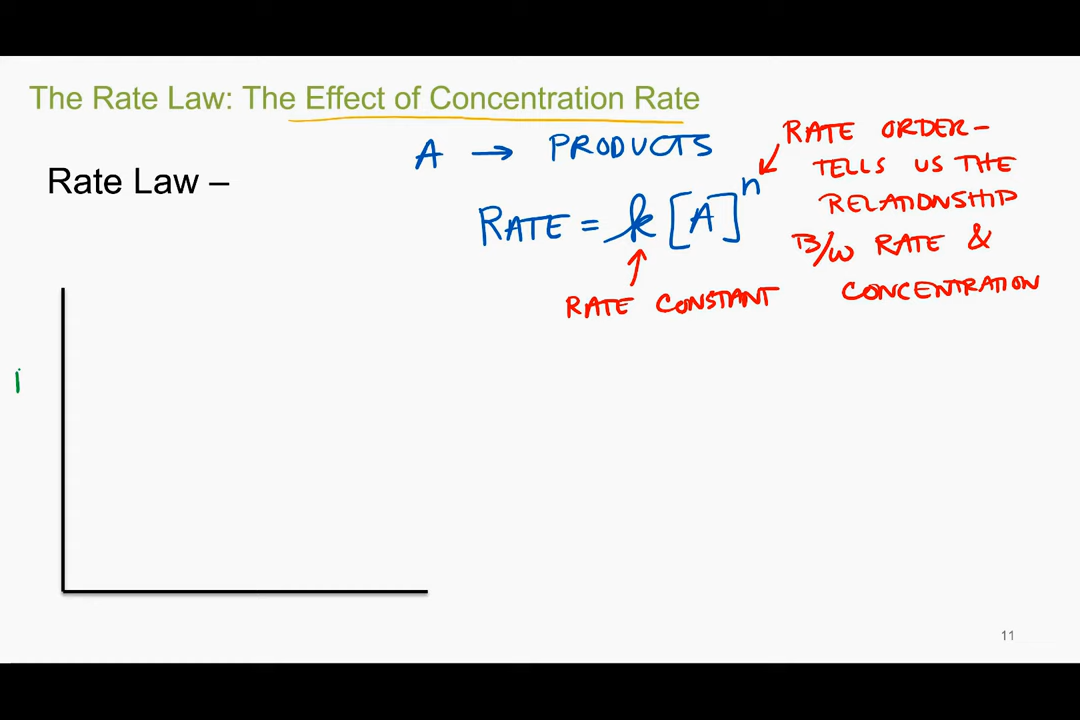 The Rate Law: The Effect of Concentration Rate
A → PRODUCTS
Rate Law –
RATE = k [A]^n
RATE ORDER –
TELLS US THE
RELATIONSHIP
B/W RATE &
CONCENTRATION
RATE CONSTANT
11